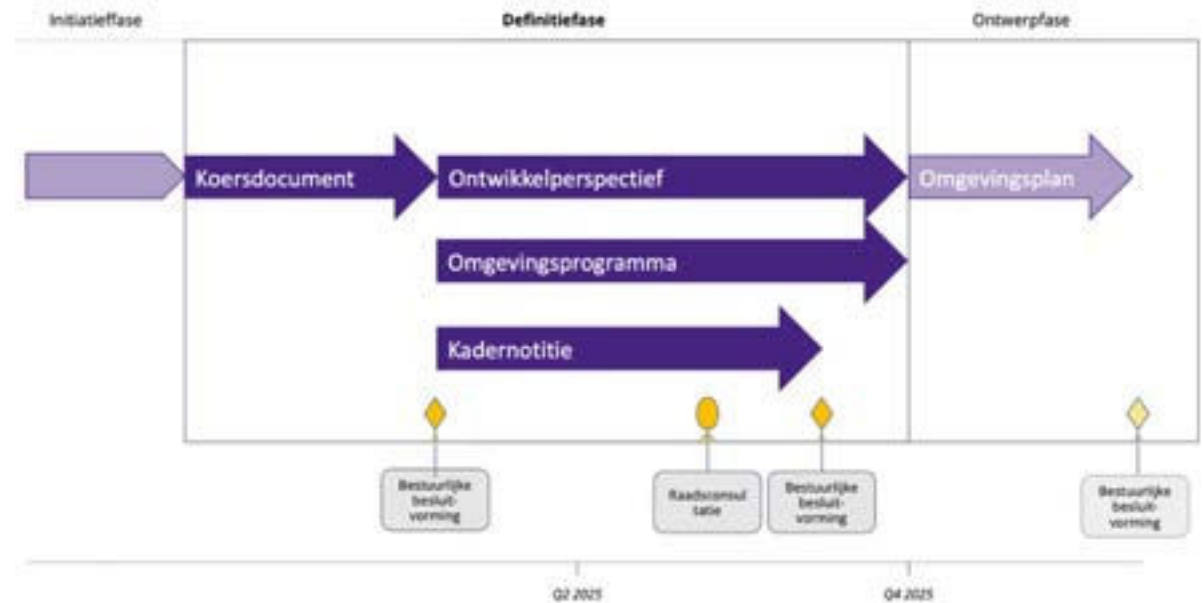 Initiatieffase
Definitiefase
Ontwerpfase
Koersdocument
Ontwikkelperspectief
Omgevingsplan
Omgevingsprogramma
Kadernotitie
Bestuurlijke
besluit-
vorming
Raadsconsul
tatie
Bestuurlijke
besluit-
vorming
Bestuurlijke
besluit-
vorming
Q2 2025
Q4 2025